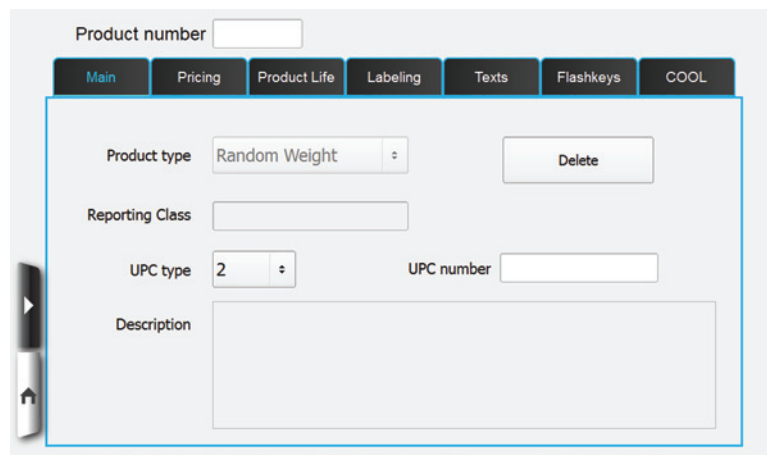 Product number
Main Pricing Product Life Labeling Texts Flashkeys COOL
Product type Random Weight Delete
Reporting Class
UPC type 2 UPC number
Description